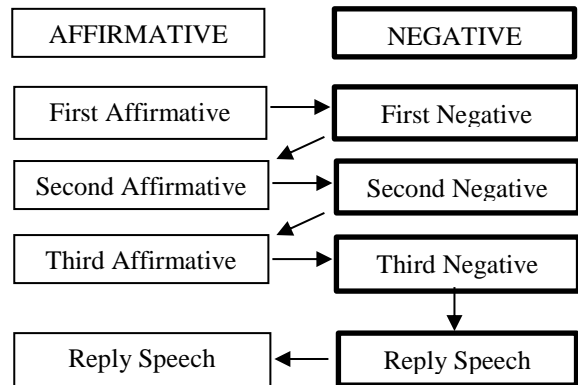 AFFIRMATIVE
NEGATIVE
First Affirmative
First Negative
Second Affirmative
Second Negative
Third Affirmative
Third Negative
Reply Speech
Reply Speech